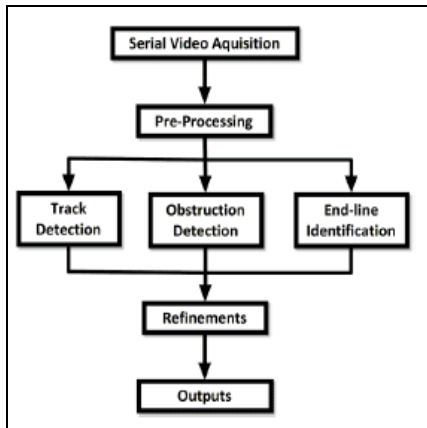 Serial Video Aquisition
Pre-Processing
Track
Detection
Obstruction
Detection
End-line
Identification
Refinements
Outputs